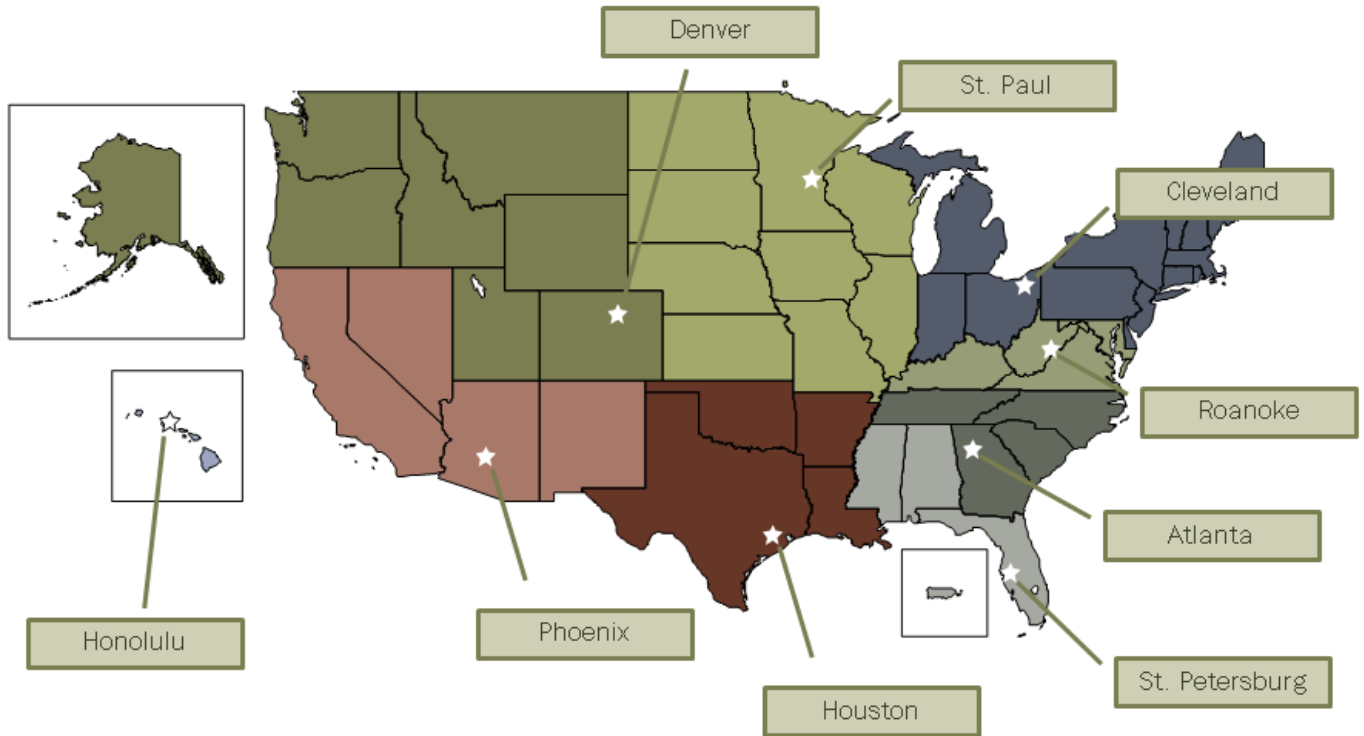 Denver
St. Paul
Cleveland
Roanoke
Atlanta
Honolulu
Phoenix
St. Petersburg
Houston